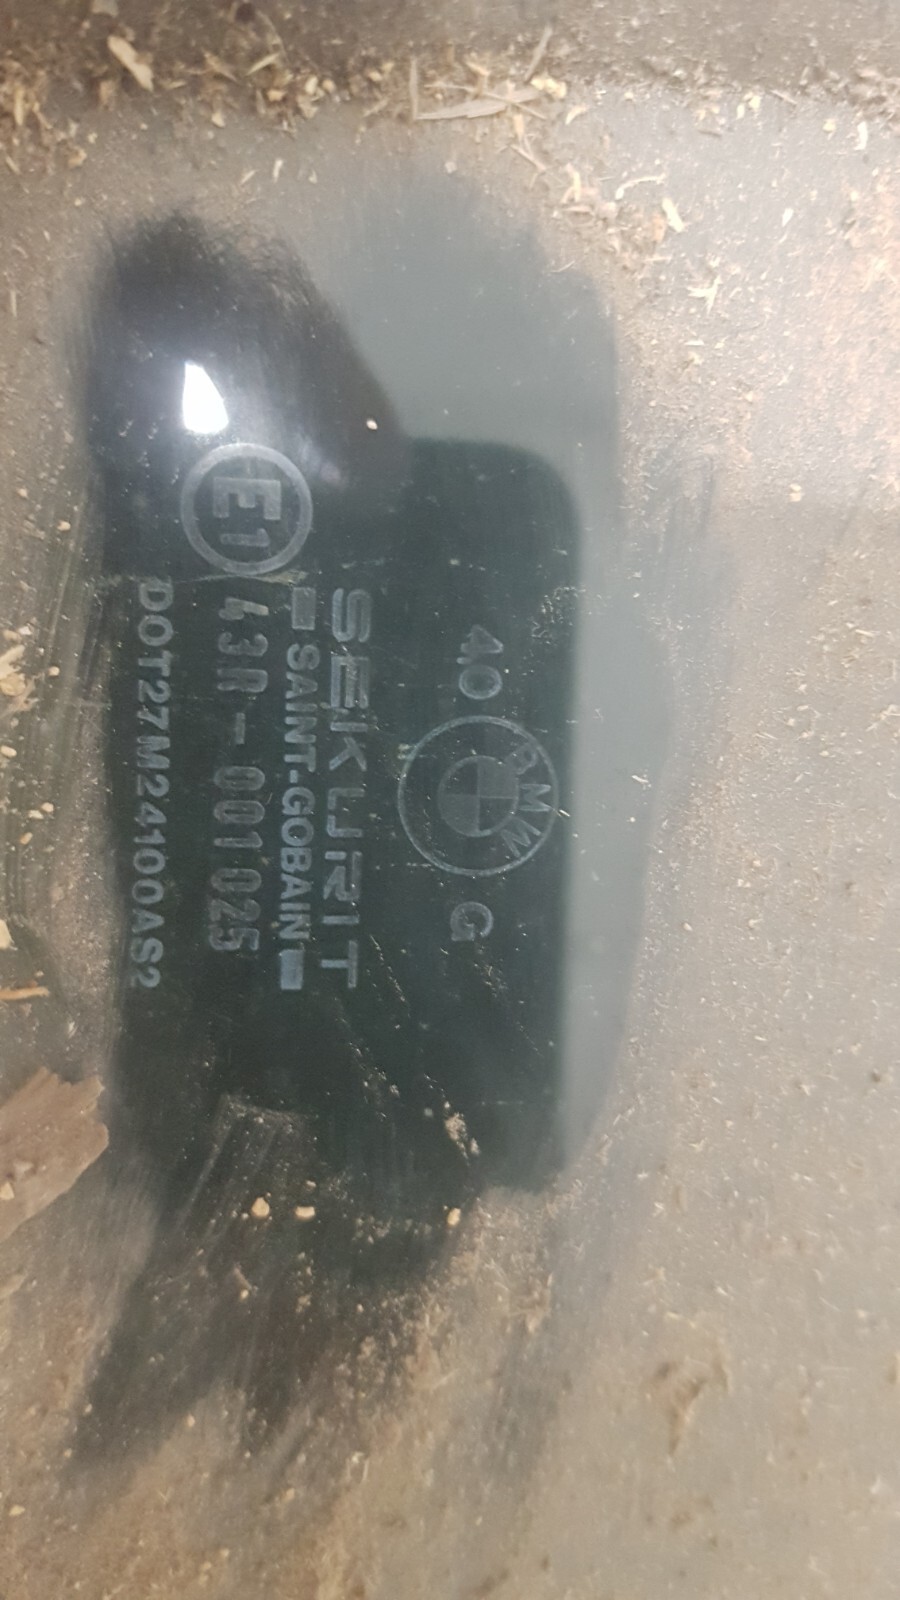 40 BMW G
SEKURIT
SAINT-GOBAIN
E1
43R-001025
DOT27M24100AS2